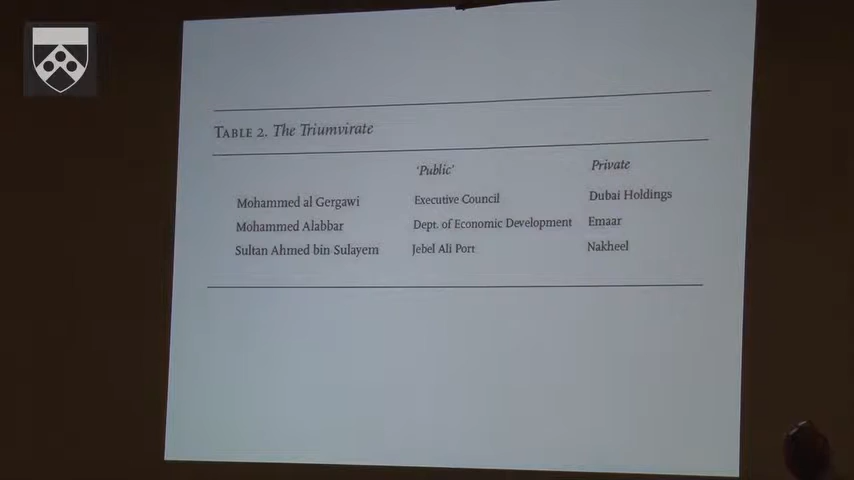 TABLE 2. The Triumvirate
'Public' Private
Mohammed al Gergawi Executive Council Dubai Holdings
Mohammed Alabbar Dept. of Economic Development Emaar
Sultan Ahmed bin Sulayem Jebel Ali Port Nakheel